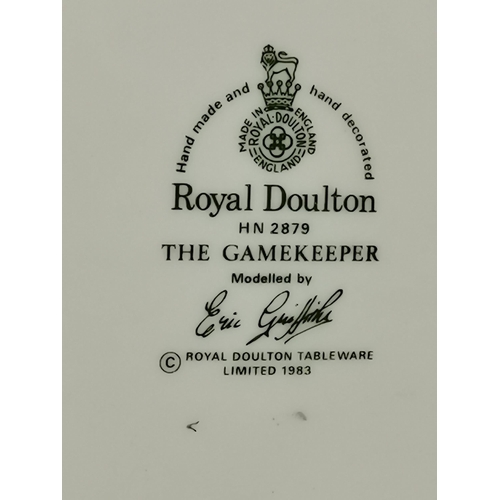 Hand made and hand decorated
MADE IN ENGLAND
ROYAL-DOULTON
ENGLAND
Royal Doulton
HN 2879
THE GAMEKEEPER
Modelled by
Eric Griffiths
© ROYAL DOULTON TABLEWARE
LIMITED 1983